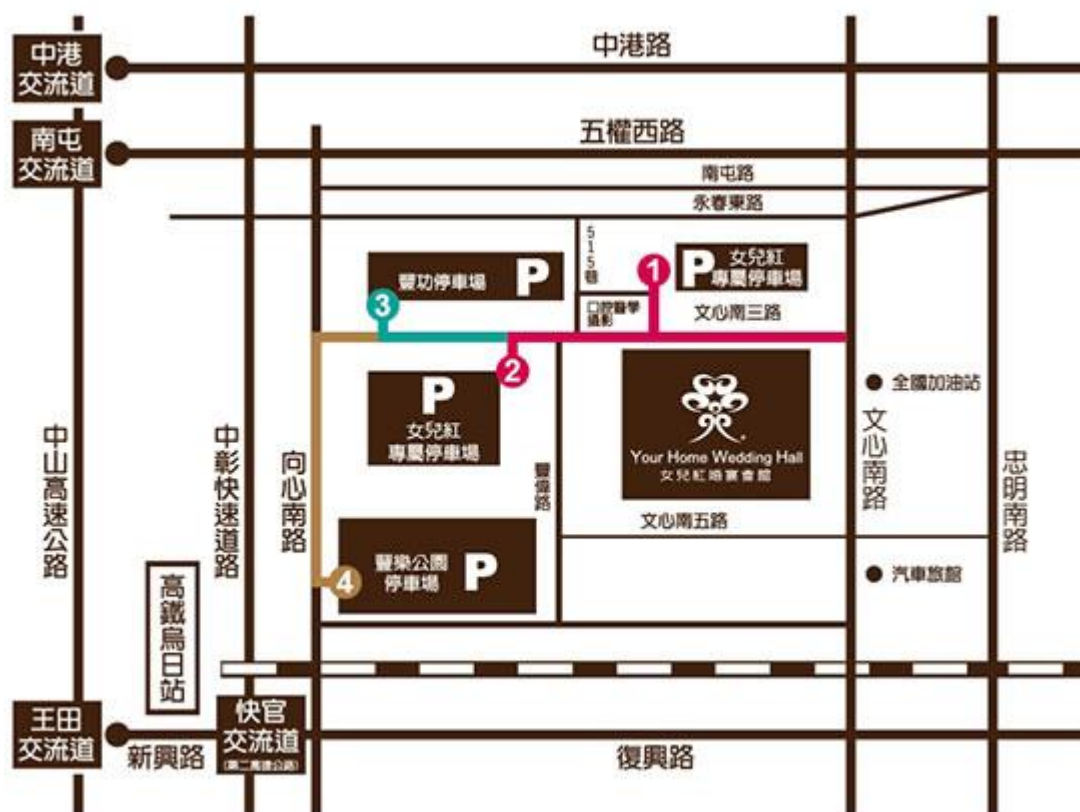 中港
交流道
中港路
南屯
交流道
五權西路
南屯路
永春東路
515巷
1
P
女兒紅
專屬停車場
豐功停車場
P
3
口腔醫學
攝影
文心南三路
2
P
女兒紅
專屬停車場
Your Home Wedding Hall
女兒紅婚宴會館
全國加油站
中山高速公路
中彰快速道路
向心南路
豐偉路
文心南路
忠明南路
文心南五路
4
豐樂公園
停車場
P
汽車旅館
高鐵烏日站
王田
交流道
新興路
快官
交流道
(第二高速公路)
復興路